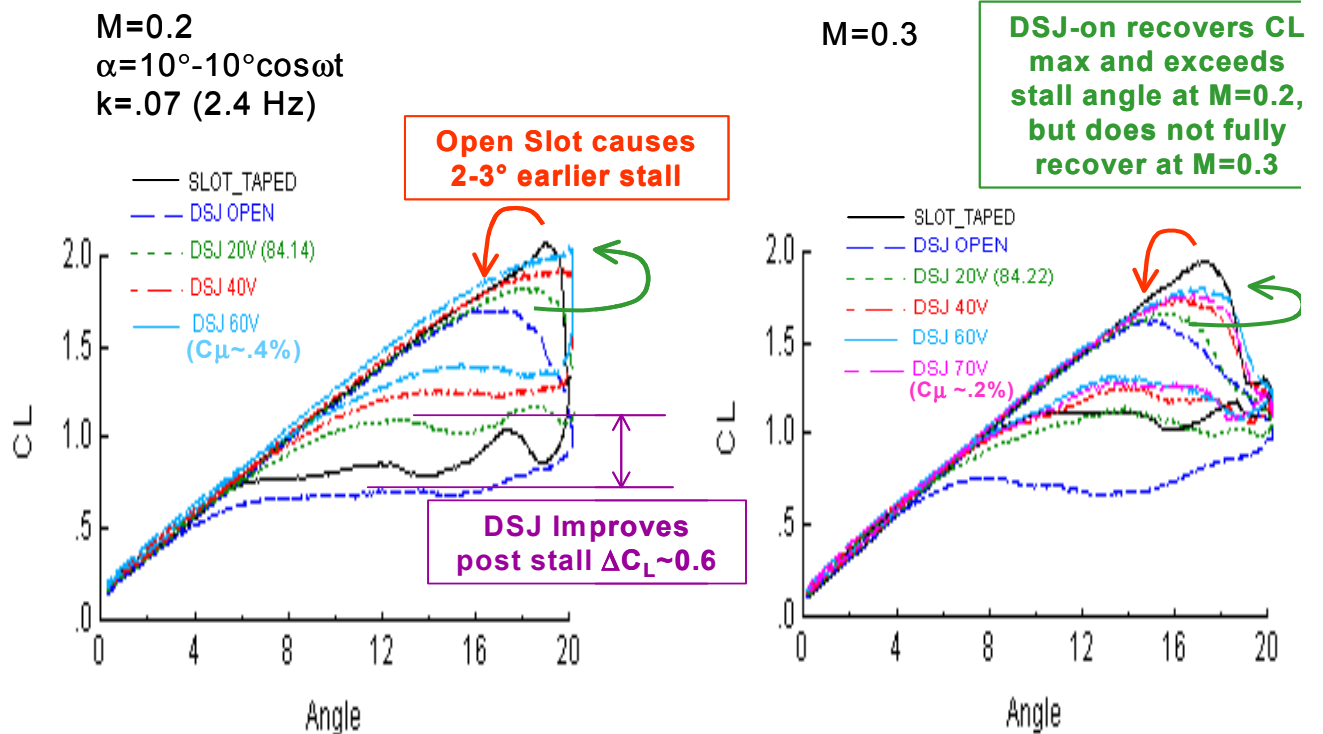 M=0.2
α=10°-10°cosωt
k=.07 (2.4 Hz)
M=0.3
DSJ-on recovers CL
max and exceeds
stall angle at M=0.2,
but does not fully
recover at M=0.3
Open Slot causes
2-3° earlier stall
SLOT_TAPED
DSJ OPEN
DSJ 20V (84.14)
DSJ 40V
DSJ 60V
(Cμ~.4%)
SLOT_TAPED
DSJ OPEN
DSJ 20V (84.22)
DSJ 40V
DSJ 60V
DSJ 70V
(Cμ ~.2%)
2.0
1.5
1.0
.5
.0
CL
0 4 8 12 16 20
Angle
DSJ Improves
post stall ΔCL~0.6
2.0
1.5
1.0
.5
.0
CL
0 4 8 12 16 20
Angle